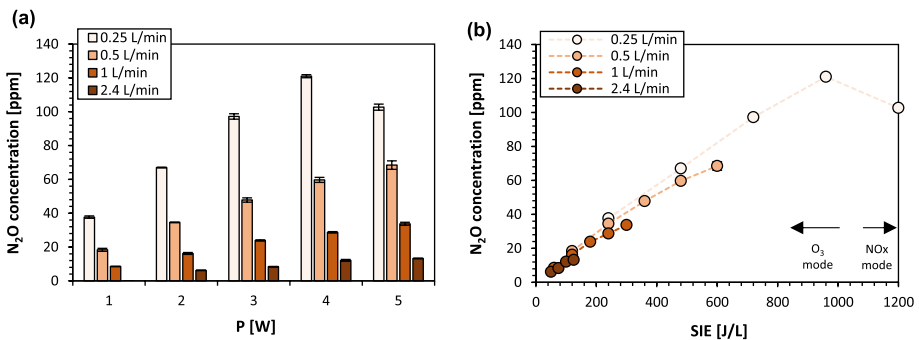 (a)
0.25 L/min
0.5 L/min
1 L/min
2.4 L/min
N₂O concentration [ppm]
140
120
100
80
60
40
20
0
1 2 3 4 5
P [W]
(b)
0.25 L/min
0.5 L/min
1 L/min
2.4 L/min
N₂O concentration [ppm]
140
120
100
80
60
40
20
0
O₃ mode
NOx mode
0 200 400 600 800 1000 1200
SIE [J/L]